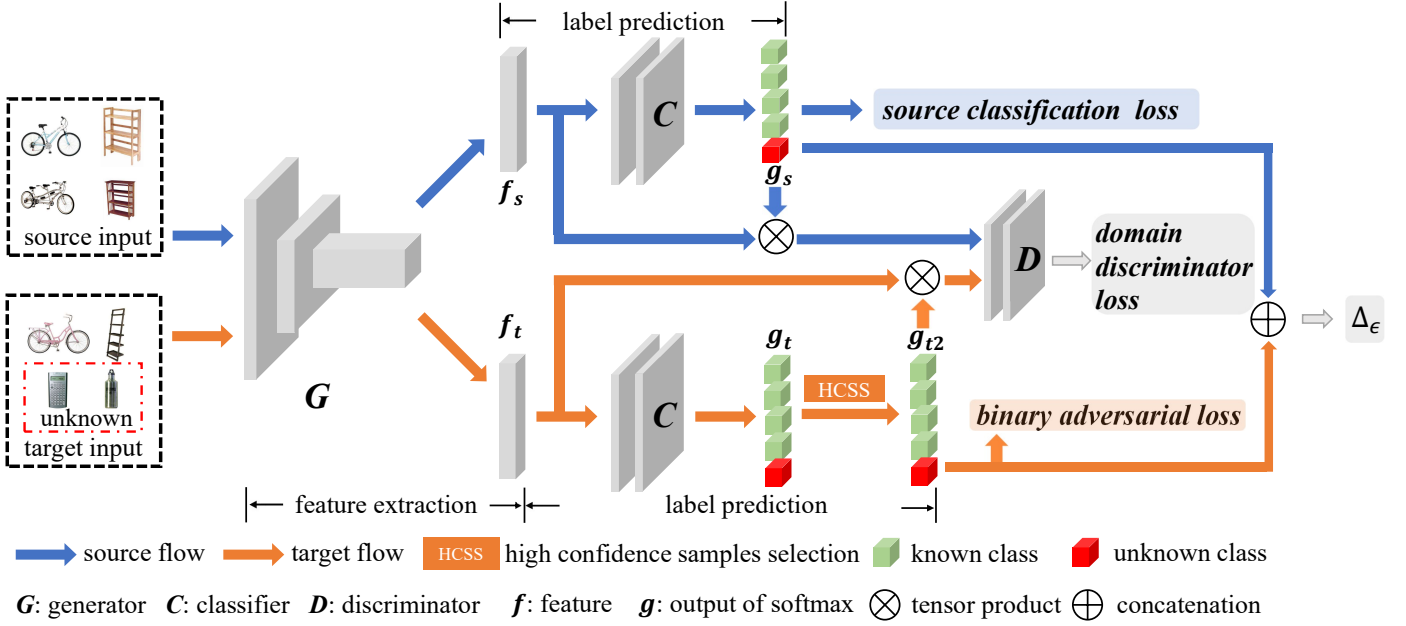 label prediction
C
source classification loss
g_s
f_s
source input
D
domain
discriminator
loss
Δ_ϵ
f_t
g_t
g_{t2}
HCSS
G
C
unknown
target input
binary adversarial loss
feature extraction
label prediction
source flow target flow HCSS high confidence samples selection known class unknown class
G: generator C: classifier D: discriminator f: feature g: output of softmax ⊗ tensor product ⊕ concatenation